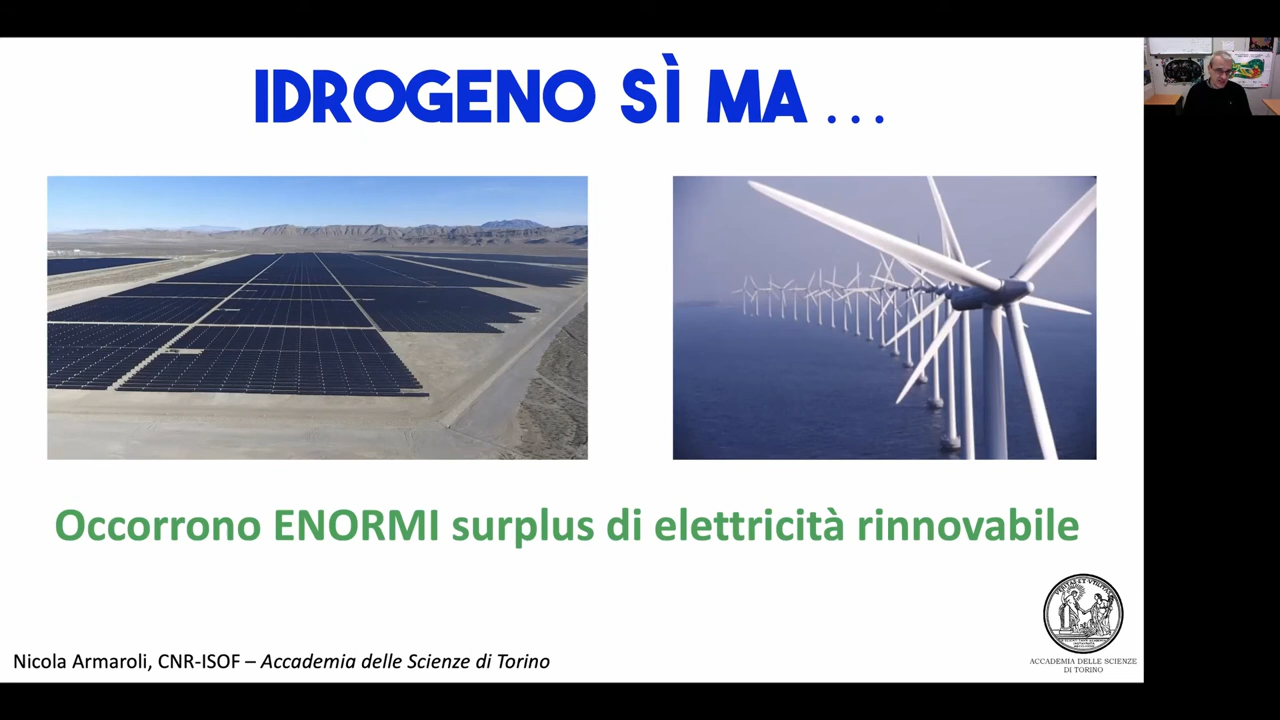 IDROGENO SÌ MA ...
Occorrono ENORMI surplus di elettricità rinnovabile
Nicola Armaroli, CNR-ISOF – Accademia delle Scienze di Torino
ACCADEMIA DELLE SCIENZE
DI TORINO